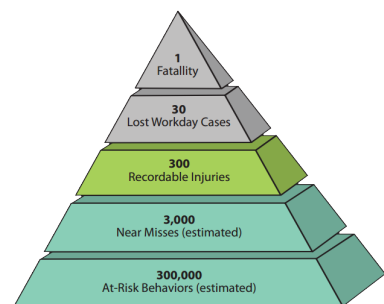 1
Fatallity
30
Lost Workday Cases
300
Recordable Injuries
3,000
Near Misses (estimated)
300,000
At-Risk Behaviors (estimated)